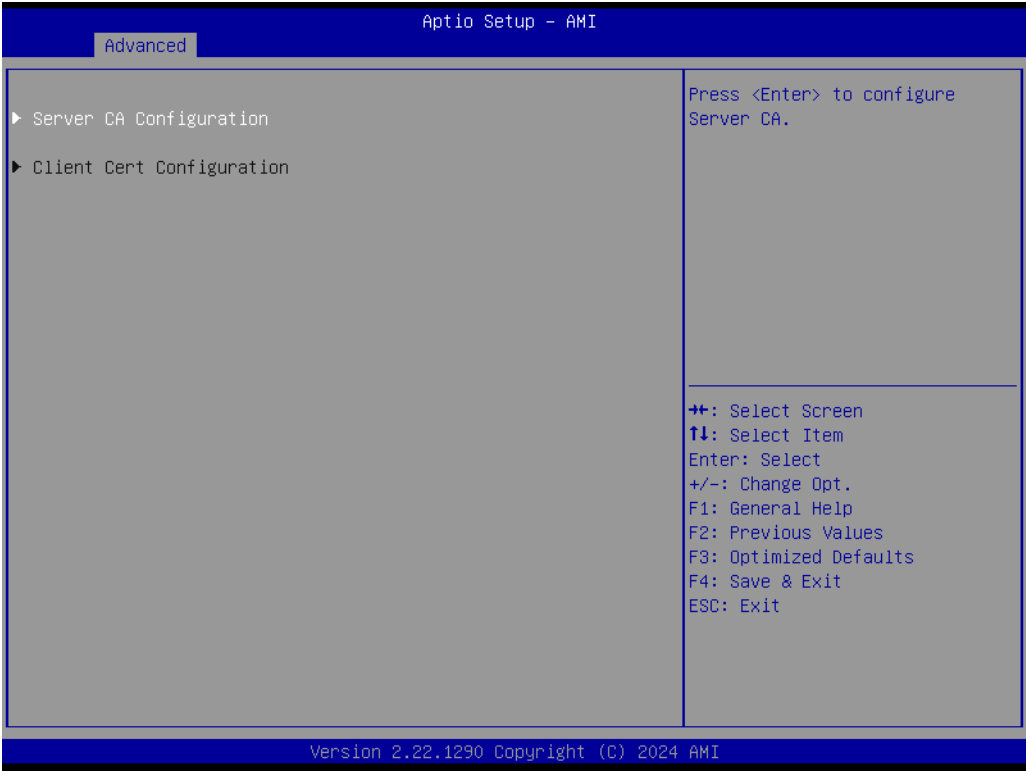 Aptio Setup - AMI
Advanced
Server CA Configuration
Client Cert Configuration
Press <Enter> to configure
Server CA.
→←: Select Screen
↑↓: Select Item
Enter: Select
+/-: Change Opt.
F1: General Help
F2: Previous Values
F3: Optimized Defaults
F4: Save & Exit
ESC: Exit
Version 2.22.1290 Copyright (C) 2024 AMI